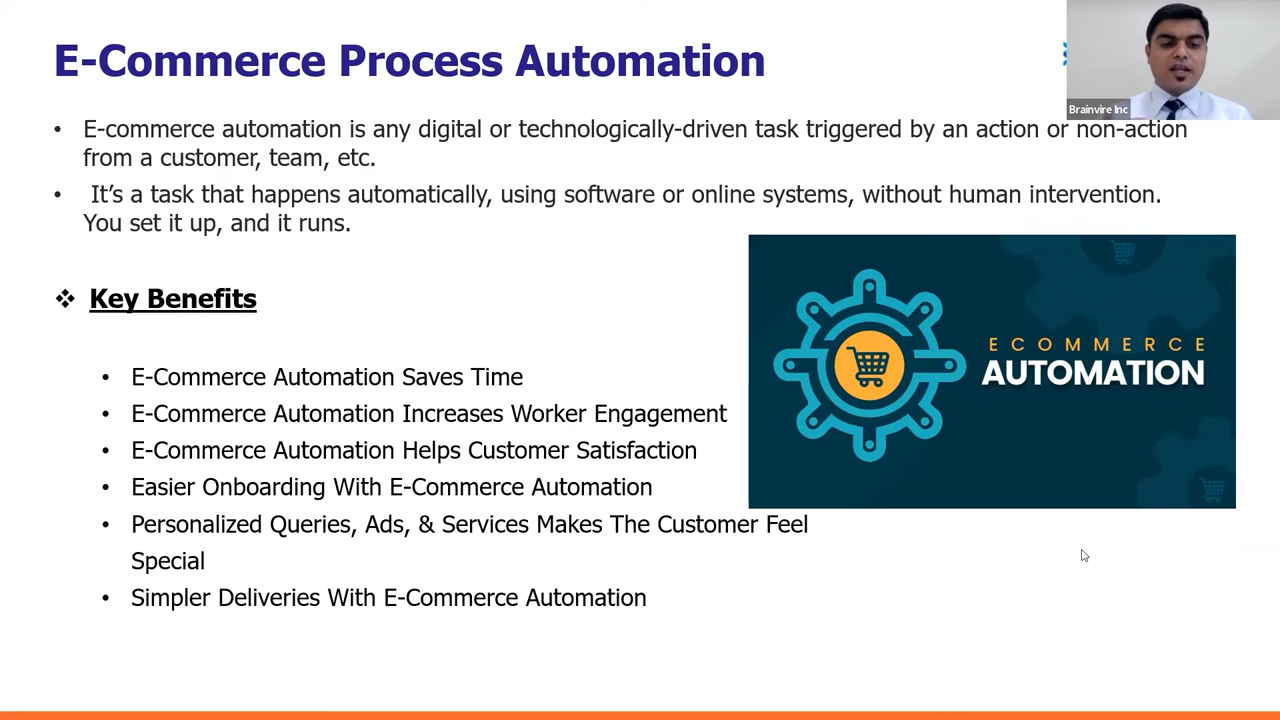 E-Commerce Process Automation
Brainvire Inc
• E-commerce automation is any digital or technologically-driven task triggered by an action or non-action
from a customer, team, etc.
• It’s a task that happens automatically, using software or online systems, without human intervention.
You set it up, and it runs.
❖ Key Benefits
• E-Commerce Automation Saves Time
• E-Commerce Automation Increases Worker Engagement
• E-Commerce Automation Helps Customer Satisfaction
• Easier Onboarding With E-Commerce Automation
• Personalized Queries, Ads, & Services Makes The Customer Feel
Special
• Simpler Deliveries With E-Commerce Automation
ECOMMERCE
AUTOMATION